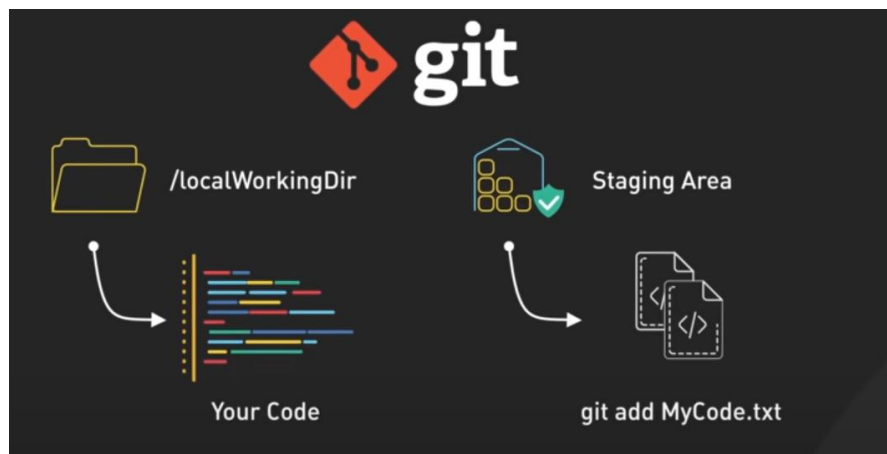 git
/localWorkingDir
Staging Area
</>
</>
Your Code
git add MyCode.txt